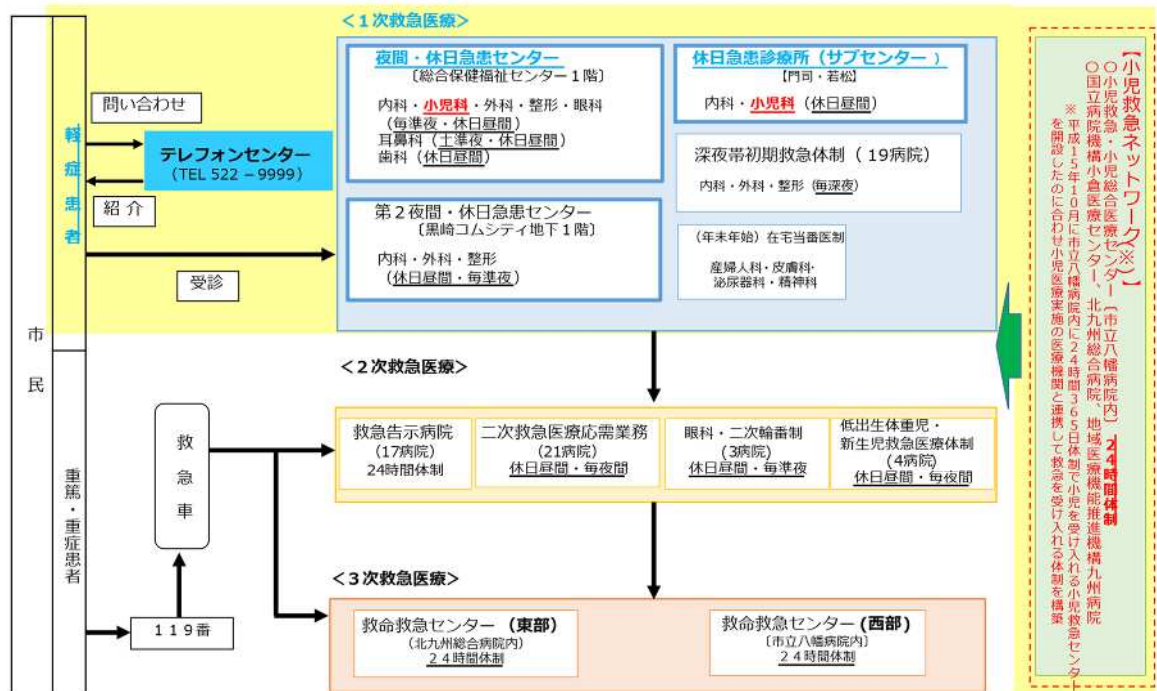 市民
軽症患者
重篤・重症患者
問い合わせ
テレフォンセンター
(TEL 522－9999)
紹 介
受診
救急車
119番
＜1次救急医療＞
夜間・休日急患センター
〔総合保健福祉センター1階〕
内科・小児科・外科・整形・眼科
(毎準夜・休日昼間)
耳鼻科 (土準夜・休日昼間)
歯科 (休日昼間)
休日急患診療所（サブセンター ）
【門司・若松】
内科・小児科 (休日昼間)
深夜帯初期救急体制（ 19病院）
内科・外科・整形 (毎深夜)
第2夜間・休日急患センター
〔黒崎コムシティ地下1階〕
内科・外科・整形
(休日昼間・毎準夜)
(年末年始）在宅当番医制
産婦人科・皮膚科・
泌尿器科・精神科
＜2次救急医療＞
救急告示病院
(17病院)
24時間体制
二次救急医療応需業務
(21病院)
休日昼間・毎夜間
眼科・二次輪番制
(3病院)
休日昼間・毎準夜
低出生体重児・
新生児救急医療体制
(4病院)
休日昼間・毎夜間
＜3次救急医療＞
救命救急センター（東部）
(北九州総合病院内)
24時間体制
救命救急センター(西部)
[市立八幡病院内]
24時間体制
【小児救急ネットワーク(※)】
○小児救急・小児総合医療センター〔市立八幡病院内〕24時間体制
○国立病院機構小倉医療センター、北九州総合病院、地域医療機能推進機構九州病院
※平成15年10月に市立八幡病院内に24時間365日体制で小児を受け入れる小児救急センター
を開設したのに合わせ小児医療実施の医療機関と連携して救急を受け入れる体制を構築